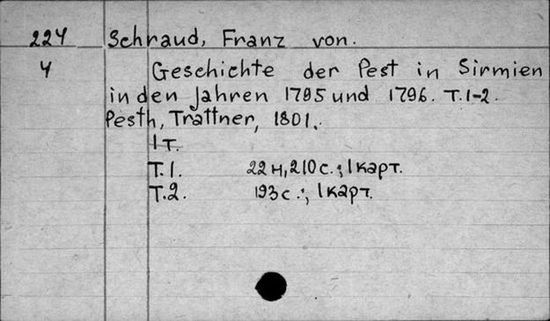 224 Schraud, Franz von.
4 Geschichte der Pest in Sirmien
in den Jahren 1795 und 1796. T. 1-2.
Pesth, Trattner, 1801.
1 T.
T. 1. 22 н, 210 с.; 1 карт.
T. 2. 193 с.:, 1 карт.